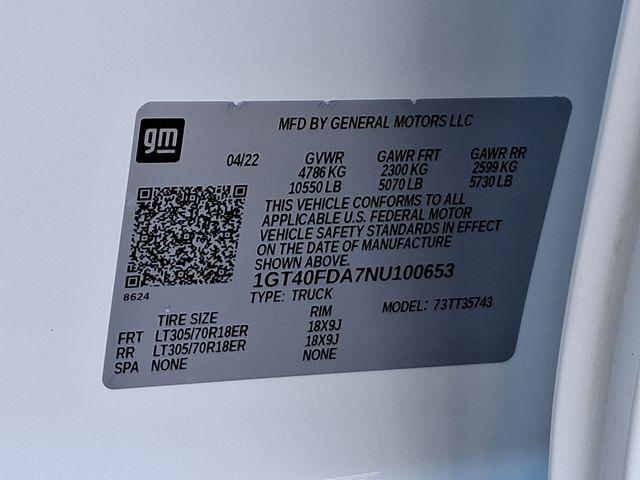 gm
MFD BY GENERAL MOTORS LLC
04/22 GVWR GAWR FRT GAWR RR
4786 KG 2300 KG 2599 KG
10550 LB 5070 LB 5730 LB
THIS VEHICLE CONFORMS TO ALL
APPLICABLE U.S. FEDERAL MOTOR
VEHICLE SAFETY STANDARDS IN EFFECT
ON THE DATE OF MANUFACTURE
SHOWN ABOVE.
1GT40FDA7NU100653
8624
TYPE: TRUCK
MODEL: 73TT35743
TIRE SIZE RIM
FRT LT305/70R18ER 18X9J
RR LT305/70R18ER 18X9J
SPA NONE NONE